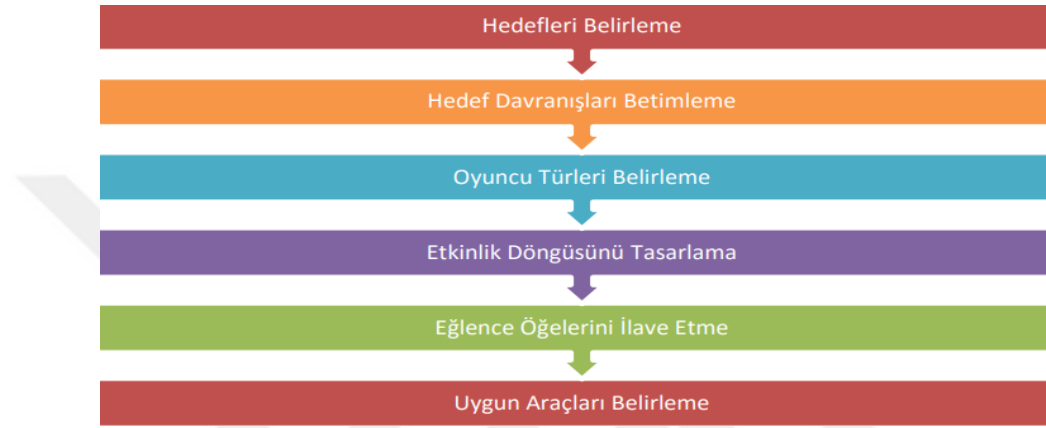 Hedefleri Belirleme
Hedef Davranışları Betimleme
Oyuncu Türleri Belirleme
Etkinlik Döngüsünü Tasarlama
Eğlence Öğelerini İlave Etme
Uygun Araçları Belirleme